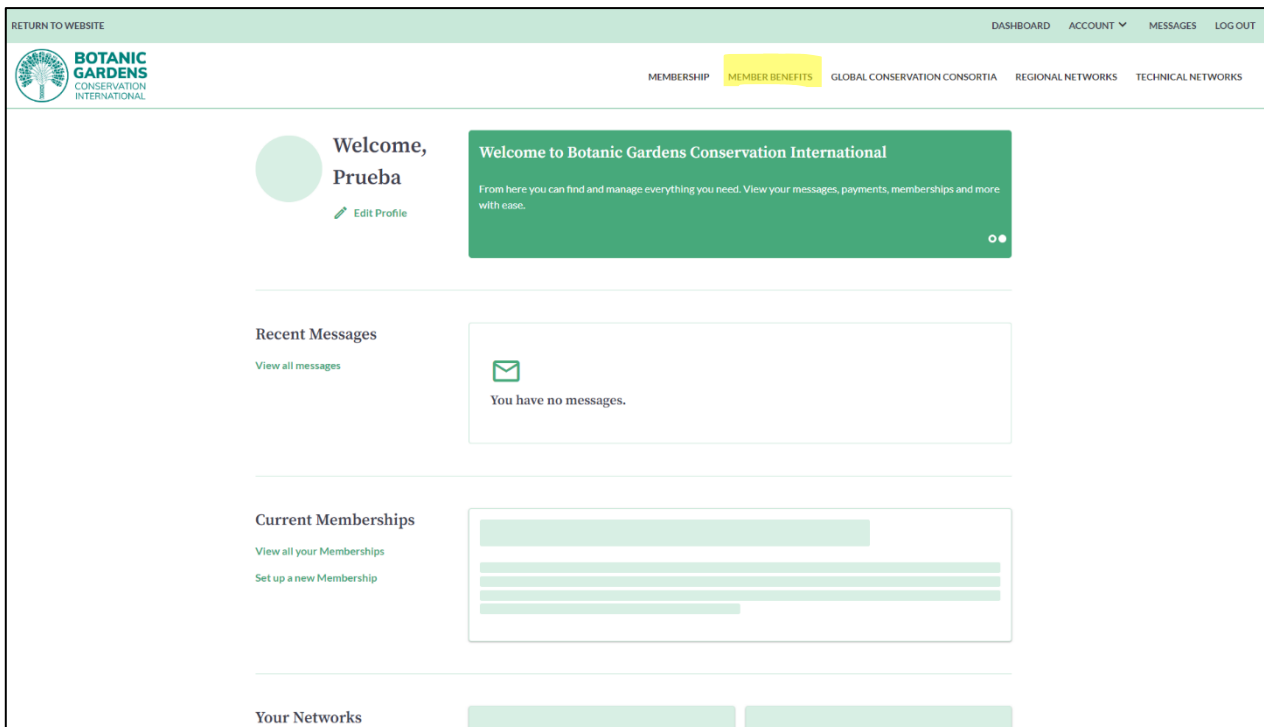 RETURN TO WEBSITE
DASHBOARD ACCOUNT MESSAGES LOG OUT
BOTANIC
GARDENS
CONSERVATION
INTERNATIONAL
MEMBERSHIP MEMBER BENEFITS GLOBAL CONSERVATION CONSORTIA REGIONAL NETWORKS TECHNICAL NETWORKS
Welcome,
Prueba
Edit Profile
Welcome to Botanic Gardens Conservation International
From here you can find and manage everything you need. View your messages, payments, memberships and more
with ease.
Recent Messages
View all messages
You have no messages.
Current Memberships
View all your Memberships
Set up a new Membership
Your Networks